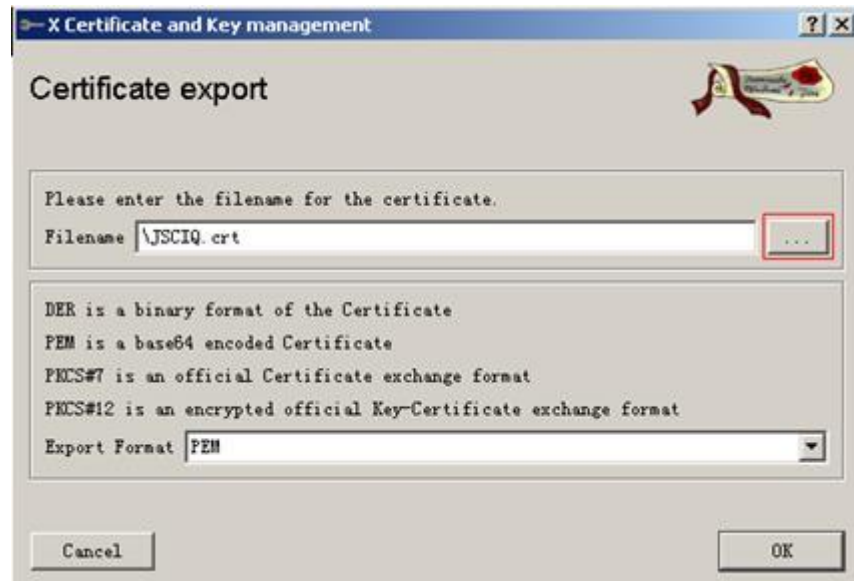 X Certificate and Key management
Certificate export
Please enter the filename for the certificate.
Filename \JSCIQ.crt ...
DER is a binary format of the Certificate
PEM is a base64 encoded Certificate
PKCS#7 is an official Certificate exchange format
PKCS#12 is an encrypted official Key-Certificate exchange format
Export Format PEM
Cancel OK